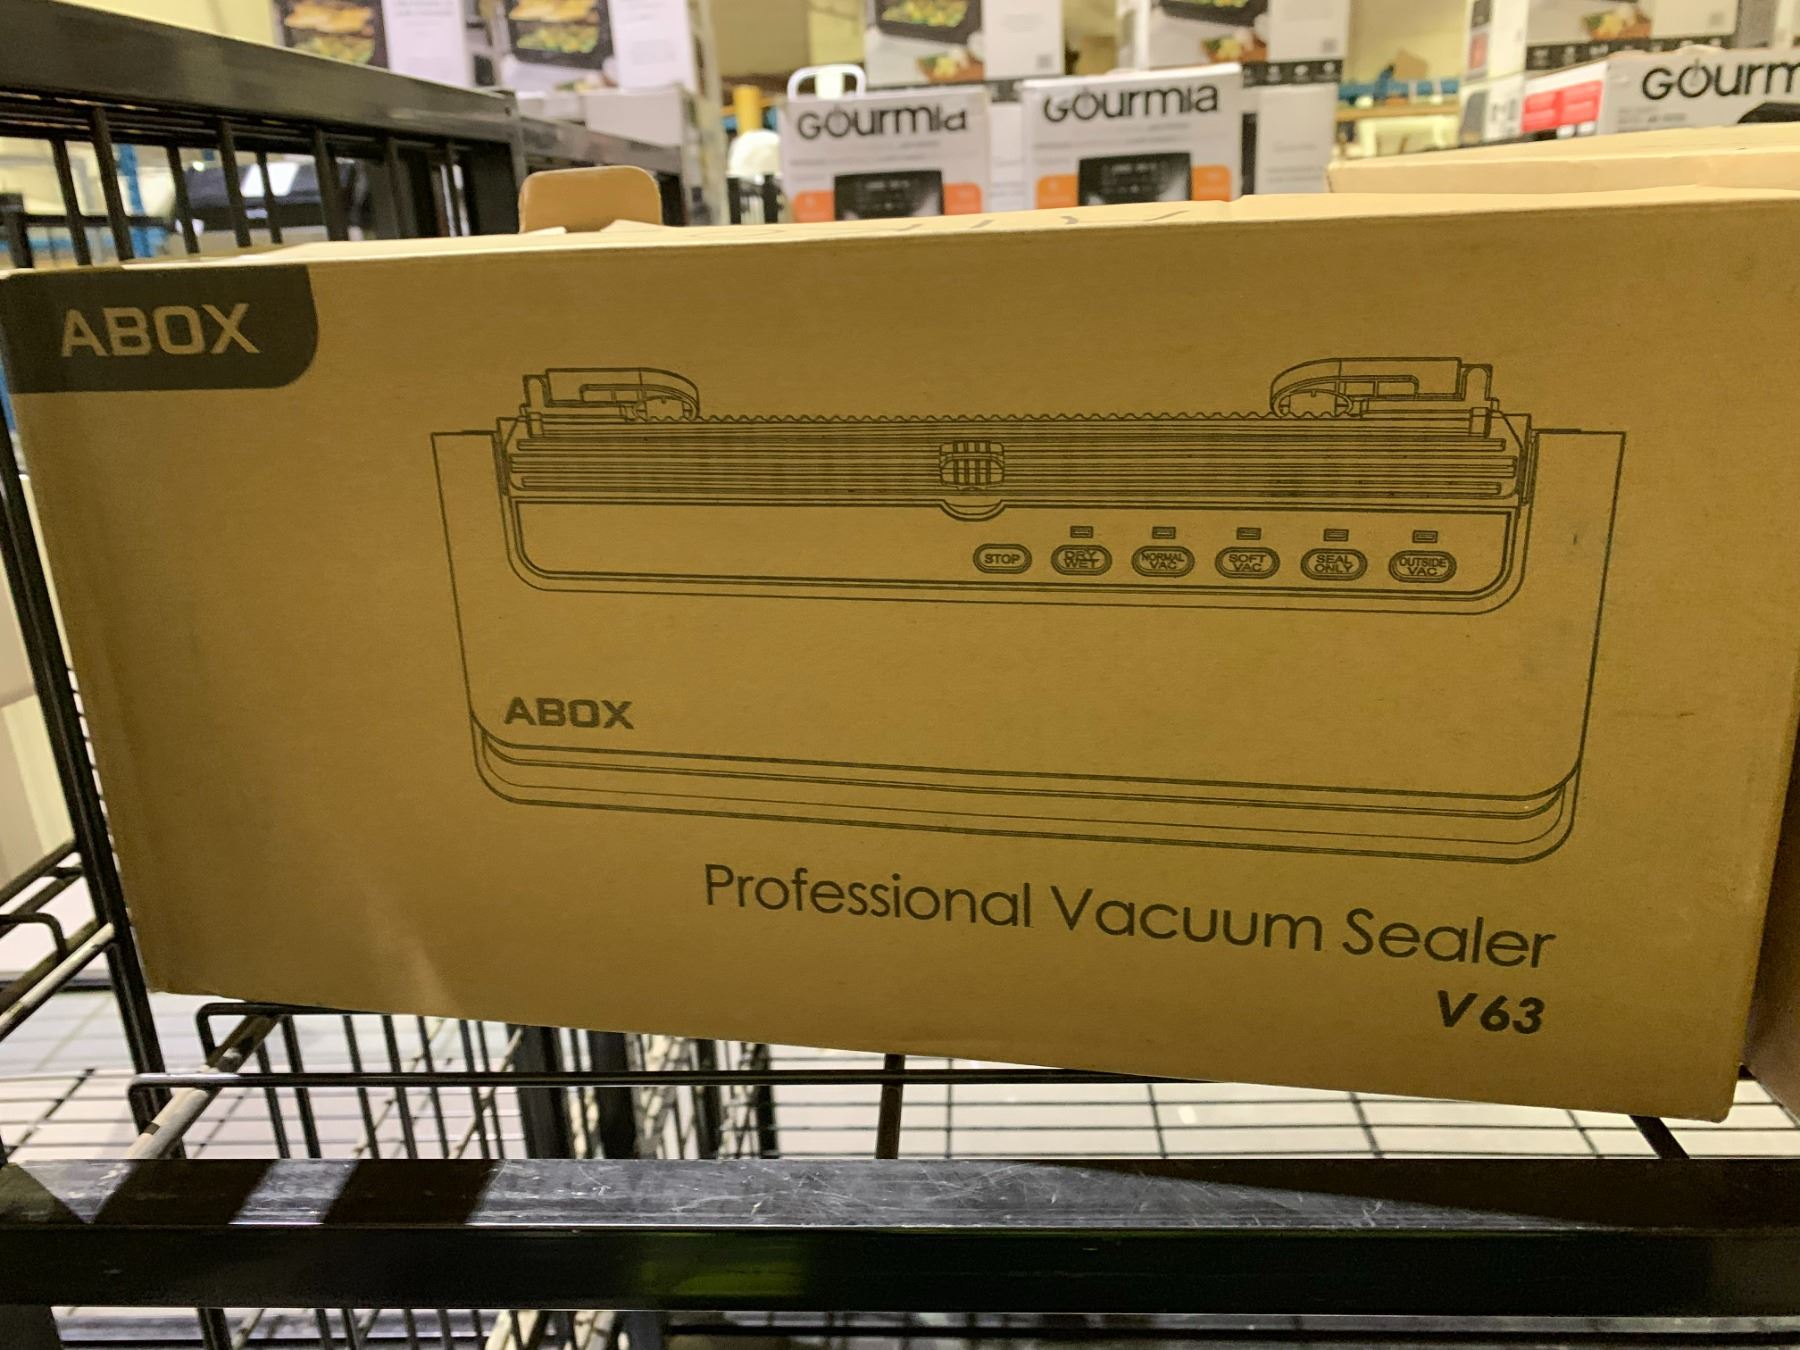 GOURMIA
GOURMIA
GOURM
ABOX
STOP
DRY WET
NORMAL VAC
SOFT VAC
SEAL ONLY
OUTSIDE VAC
ABOX
Professional Vacuum Sealer
V63